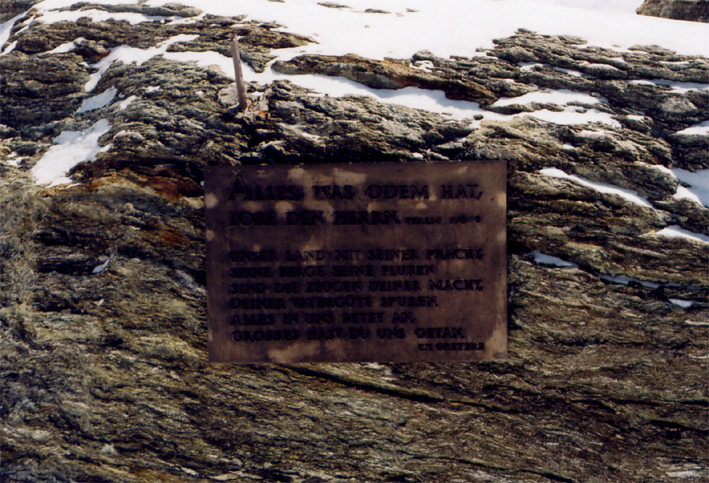 ALLES, WAS ODEM HAT,
LOBE DEN HERRN. PSALM
UNSER LAND MIT SEINER PRACHT,
SEINE BERGE SEINE FLUREN
SIND DIE ZEUGEN DEINER MACHT,
DEINER VATERGÜTE SPUREN.
ALLES IN UNS BETET AN,
GROSSES HAST DU UNS GETAN.